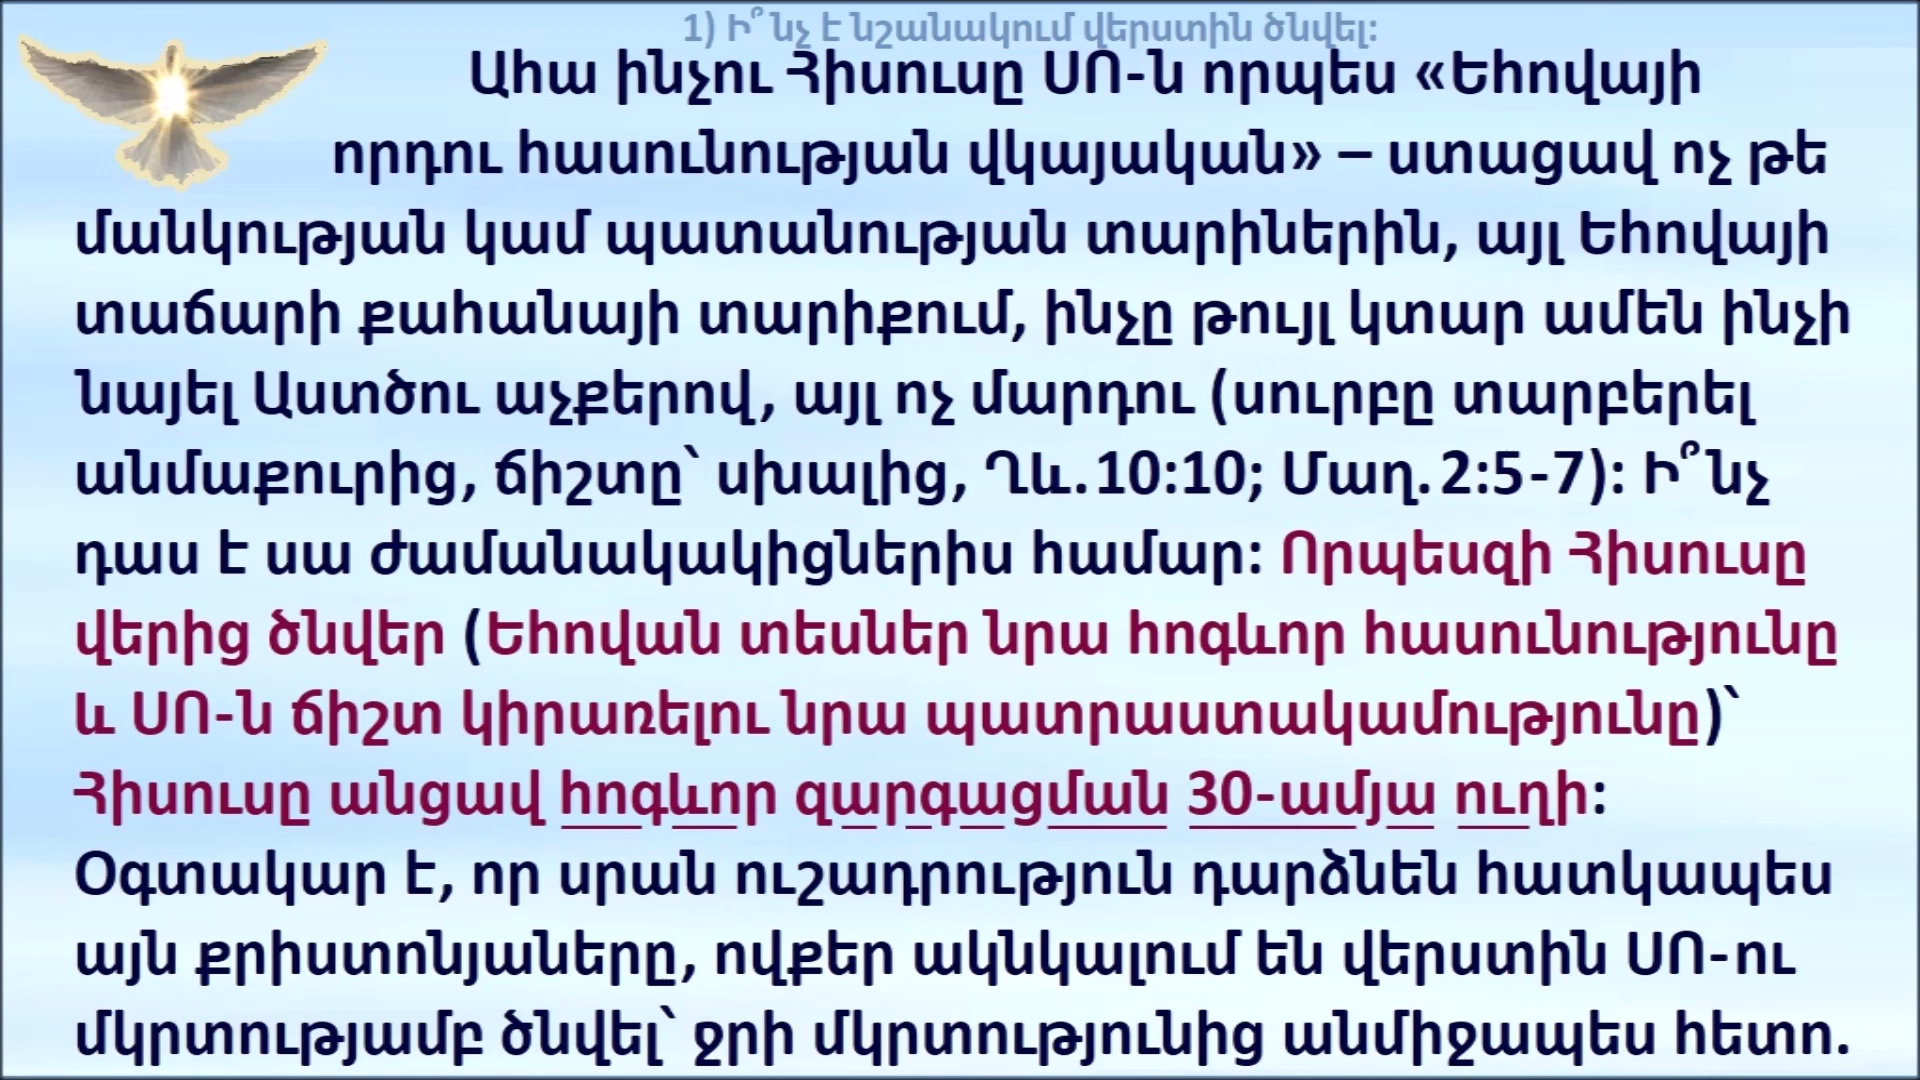 1) Ի՞նչ է նշանակում վերստին ծնվել:
Ահա ինչու Հիսուսը ՍՈ-ն որպես «Եհովայի
որդու հասունության վկայական» – ստացավ ոչ թե
մանկության կամ պատանության տարիներին, այլ Եհովայի
տաճարի քահանայի տարիքում, ինչը թույլ կտար ամեն ինչի
նայել Աստծու աչքերով, այլ ոչ մարդու (սուրբը տարբերել
անմաքուրից, ճիշտը՝ սխալից, Ղև.10:10; Մաղ.2:5-7): Ի՞նչ
դաս է սա ժամանակակիցներիս համար: Որպեսզի Հիսուսը
վերից ծնվեր (Եհովան տեսներ նրա հոգևոր հասունությունը
և ՍՈ-ն ճիշտ կիրառելու նրա պատրաստակամությունը)՝
Հիսուսը անցավ հոգևոր զարգացման 30-ամյա ուղի:
Օգտակար է, որ սրան ուշադրություն դարձնեն հատկապես
այն քրիստոնյաները, ովքեր ակնկալում են վերստին ՍՈ-ու
մկրտությամբ ծնվել՝ ջրի մկրտությունից անմիջապես հետո.